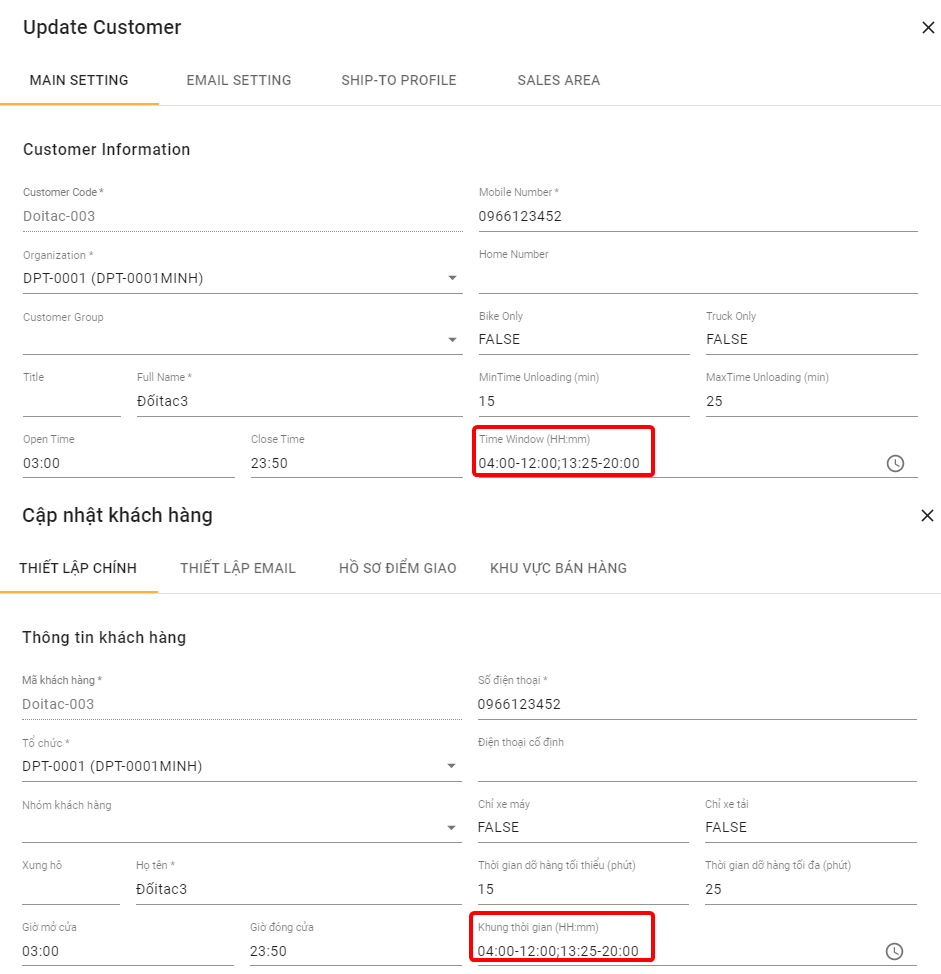 Update Customer
MAIN SETTING EMAIL SETTING SHIP-TO PROFILE SALES AREA
Customer Information
Customer Code * Mobile Number *
Doitac-003 0966123452
Organization * Home Number
DPT-0001 (DPT-0001MINH)
Customer Group Bike Only Truck Only
FALSE FALSE
Title Full Name * MinTime Unloading (min) MaxTime Unloading (min)
Đốitac3 15 25
Open Time Close Time Time Window (HH:mm)
03:00 23:50 04:00-12:00;13:25-20:00
Cập nhật khách hàng
THIẾT LẬP CHÍNH THIẾT LẬP EMAIL HỒ SƠ ĐIỂM GIAO KHU VỰC BÁN HÀNG
Thông tin khách hàng
Mã khách hàng * Số điện thoại *
Doitac-003 0966123452
Tổ chức * Điện thoại cố định
DPT-0001 (DPT-0001MINH)
Nhóm khách hàng Chỉ xe máy Chỉ xe tải
FALSE FALSE
Xưng hô Họ tên * Thời gian dỡ hàng tối thiểu (phút) Thời gian dỡ hàng tối đa (phút)
Đốitac3 15 25
Giờ mở cửa Giờ đóng cửa Khung thời gian (HH:mm)
03:00 23:50 04:00-12:00;13:25-20:00